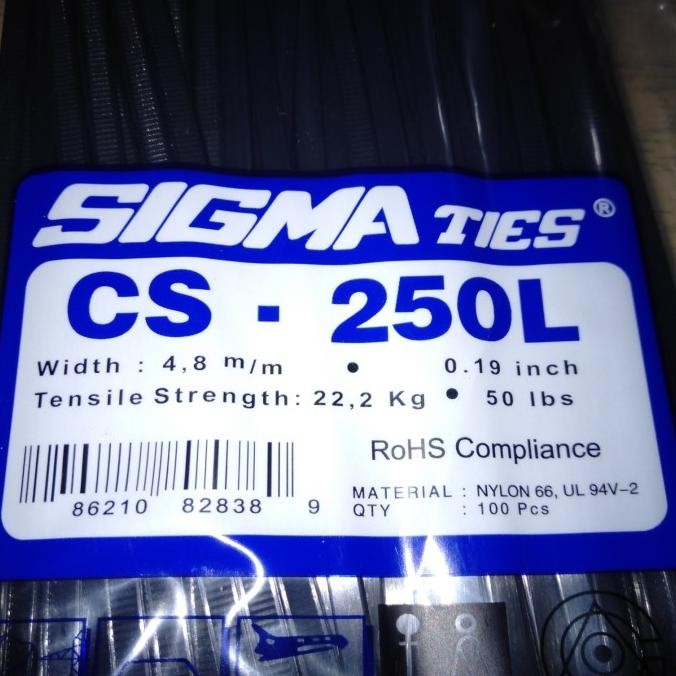 SIGMA TIES ®
CS - 250L
Width : 4,8 m/m • 0.19 inch
Tensile Strength: 22,2 Kg • 50 lbs
RoHS Compliance
MATERIAL : NYLON 66, UL 94V-2
QTY : 100 Pcs
86210 82838 9